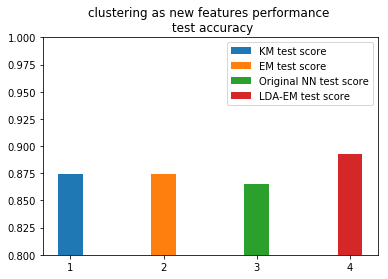 clustering as new features performance
test accuracy
1.000
0.975
0.950
0.925
0.900
0.875
0.850
0.825
0.800
KM test score
EM test score
Original NN test score
LDA-EM test score
1 2 3 4